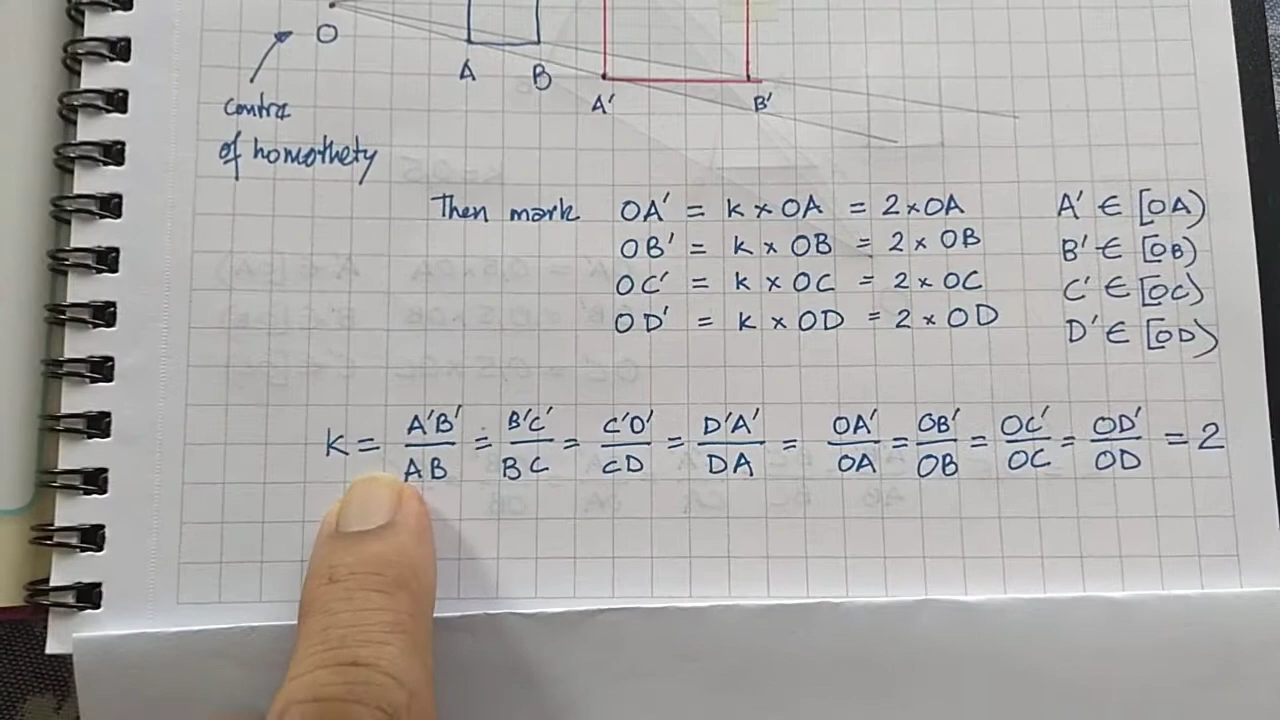 O
A
B
A'
B'
contra
of homothety
Then mark OA' = k x OA = 2 x OA A' ∈ [OA)
OB' = k x OB = 2 x OB B' ∈ [OB)
OC' = k x OC = 2 x OC C' ∈ [OC)
OD' = k x OD = 2 x OD D' ∈ [OD)
K = A'B'/AB = B'C'/BC = C'D'/CD = D'A'/DA = OA'/OA = OB'/OB = OC'/OC = OD'/OD = 2